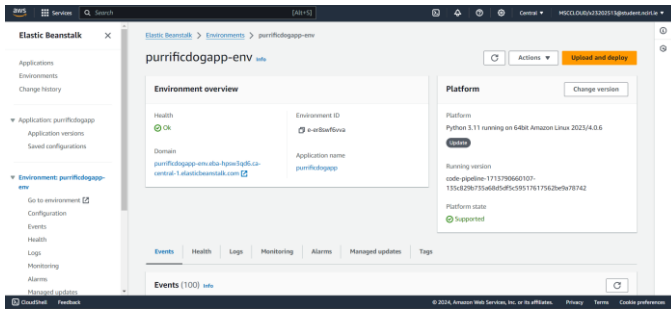 aws
Services
Search
[Alt+S]
Central
MSCCLOUD/x23202513@student.ncirl.ie
Elastic Beanstalk
Applications
Environments
Change history
Application: purrificdogapp
Application versions
Saved configurations
Environment: purrificdogapp-env
Go to environment
Configuration
Events
Health
Logs
Monitoring
Alarms
Managed updates
Elastic Beanstalk > Environments > purrificdogapp-env
purrificdogapp-env Info
Actions
Upload and deploy
Environment overview
Health
Ok
Domain
purrificdogapp-env.eba-hpsw3qd6.ca-
central-1.elasticbeanstalk.com
Environment ID
e-er8swf6vva
Application name
purrificdogapp
Platform
Change version
Platform
Python 3.11 running on 64bit Amazon Linux 2023/4.0.6
Update
Running version
code-pipeline-1713790660107-
135c829b735a68d5df5c59517617562be9a78742
Platform state
Supported
Events
Health
Logs
Monitoring
Alarms
Managed updates
Tags
Events (100) Info
CloudShell
Feedback
© 2024, Amazon Web Services, Inc. or its affiliates.
Privacy
Terms
Cookie preferences